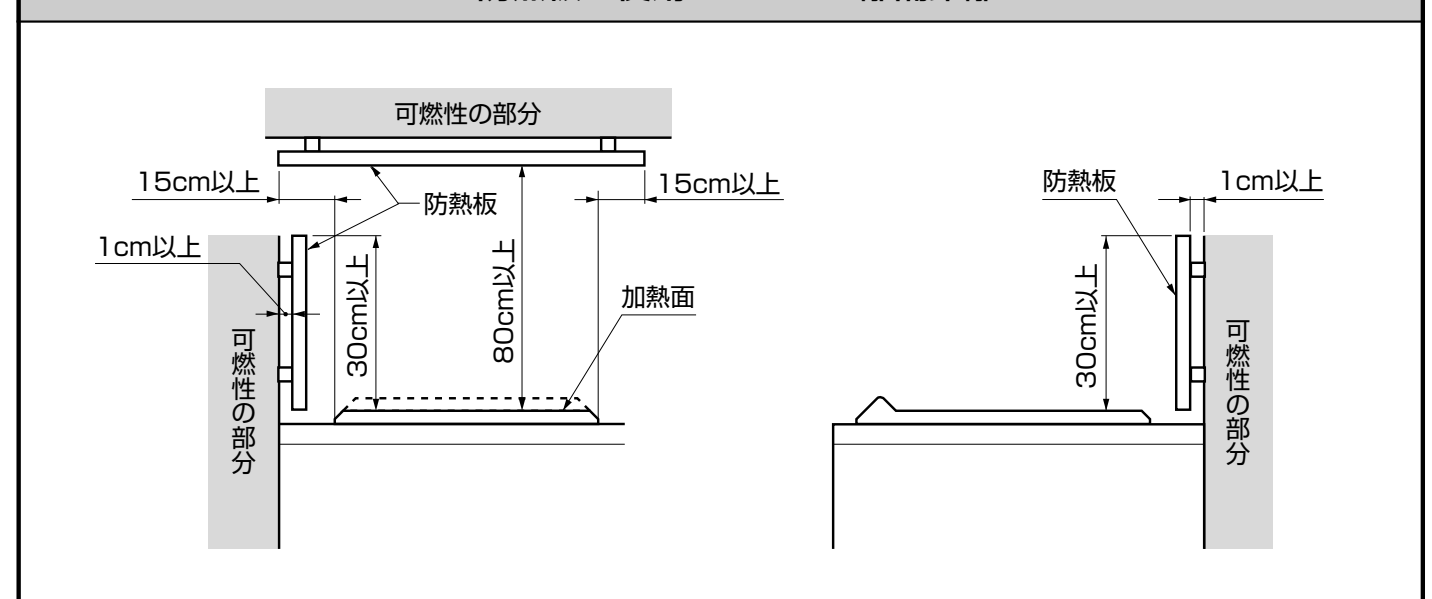 可燃性の部分
15cm以上
防熱板
15cm以上
1cm以上
30cm以上
80cm以上
加熱面
可燃性の部分
防熱板
1cm以上
30cm以上
可燃性の部分